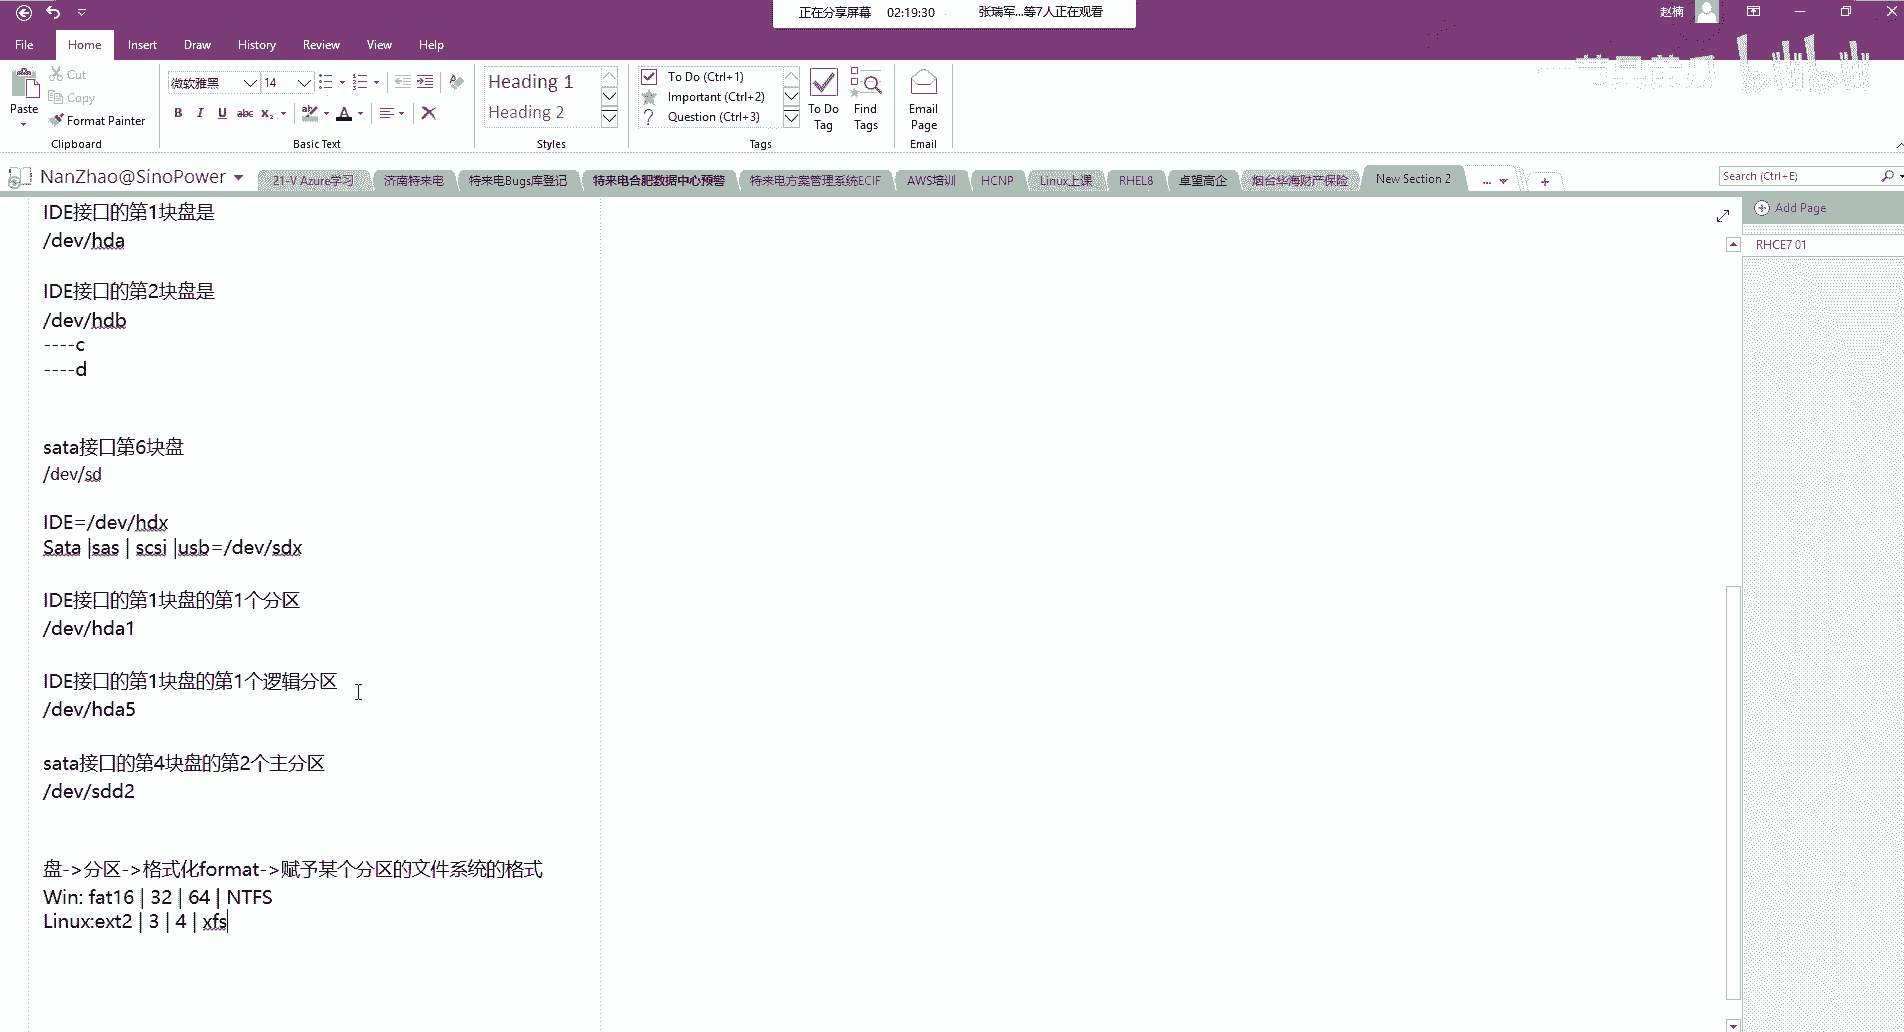 正在分享屏幕 02:19:30 张瑞军...等7人正在观看
赵楠
File Home Insert Draw History Review View Help
Paste
Cut
Copy
Format Painter
Clipboard
微软雅黑 14
B I U abc x₂
Basic Text
Heading 1
Heading 2
Styles
To Do (Ctrl+1)
Important (Ctrl+2)
Question (Ctrl+3)
To Do Tag
Find Tags
Tags
Email Page
Email
bilibili
NanZhao@SinoPower
21-V Azure学习 济南特来电 特来电Bugs库登记 特来电合肥数据中心预警 特来电方案管理系统ECIF AWS培训 HCNP Linux上课 RHEL8 卓望高企 烟台华海财产保险 New Section 2 ...
Search (Ctrl+E)
Add Page
RHCE7 01
IDE接口的第1块盘是
/dev/hda
IDE接口的第2块盘是
/dev/hdb
----c
----d
sata接口第6块盘
/dev/sd
IDE=/dev/hdx
Sata |sas | scsi |usb=/dev/sdx
IDE接口的第1块盘的第1个分区
/dev/hda1
IDE接口的第1块盘的第1个逻辑分区
/dev/hda5
sata接口的第4块盘的第2个主分区
/dev/sdd2
盘->分区->格式化format->赋予某个分区的文件系统的格式
Win: fat16 | 32 | 64 | NTFS
Linux:ext2 | 3 | 4 | xfs